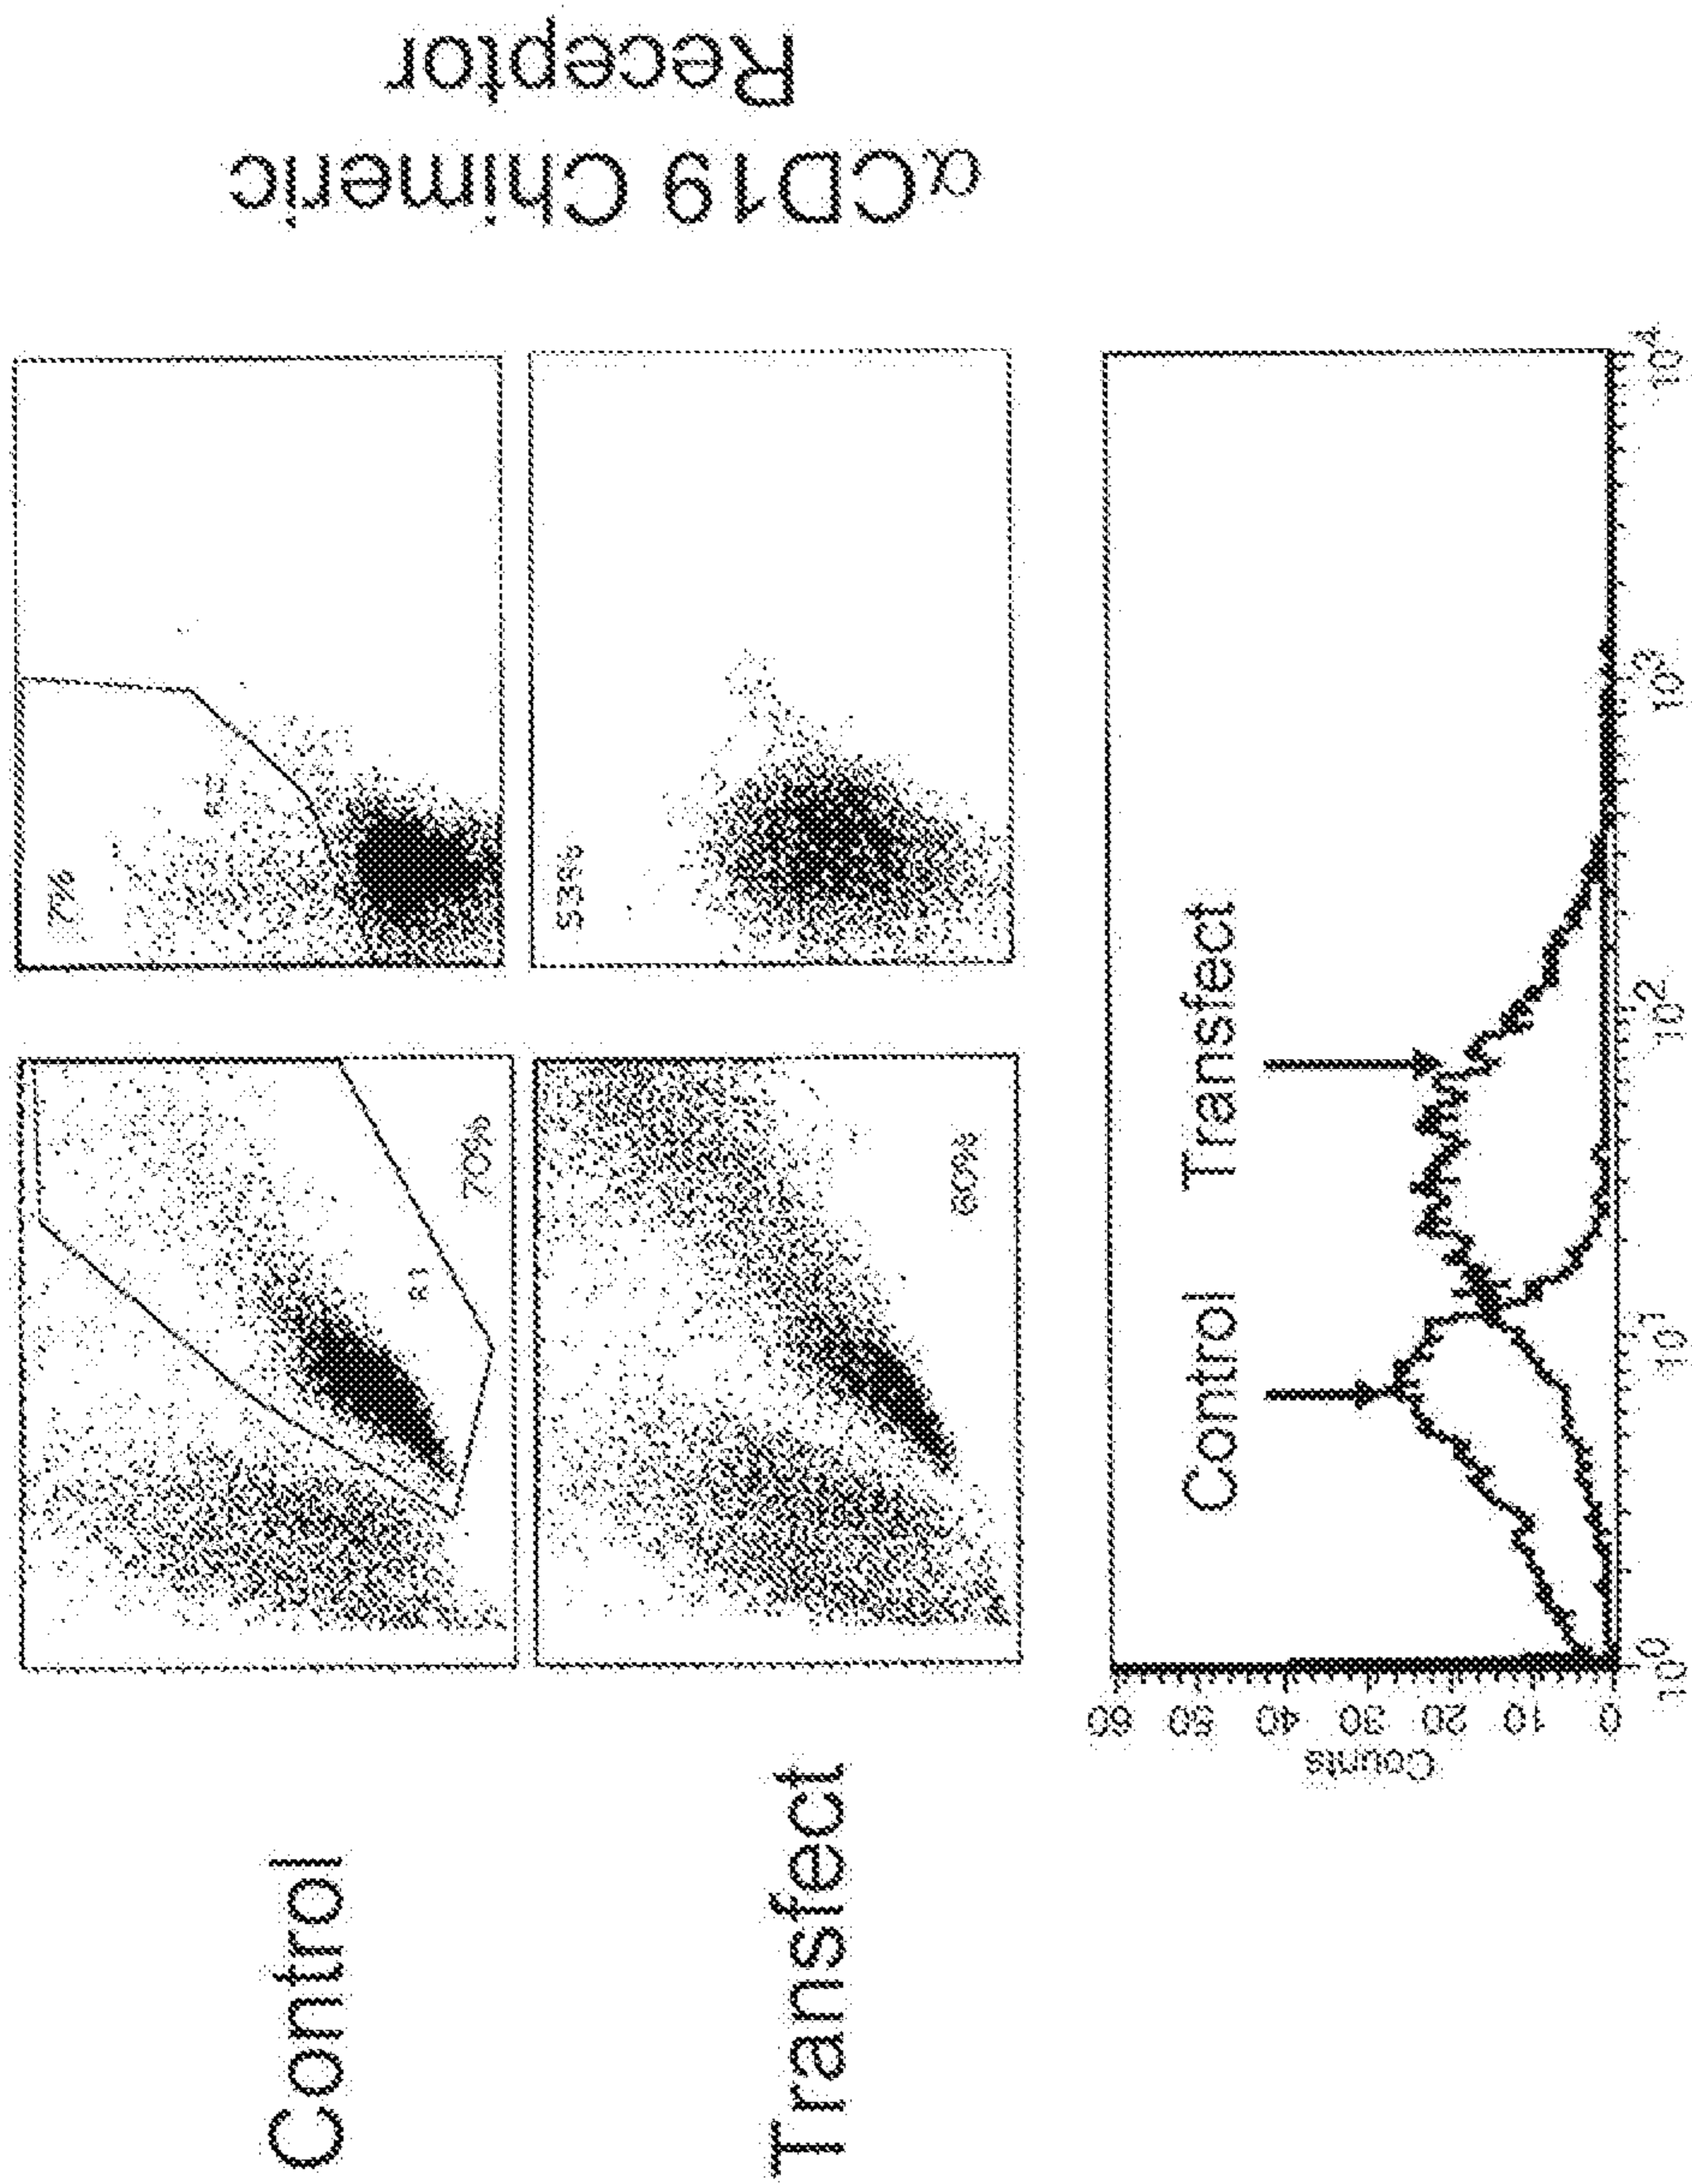 Control
Transfect
70%
R1
7%
R2
60%
53%
αCD19 Chimeric
Receptor
Counts
60
50
40
30
20
10
0
Control
Transfect
10⁰
10¹
10²
10³
10⁴